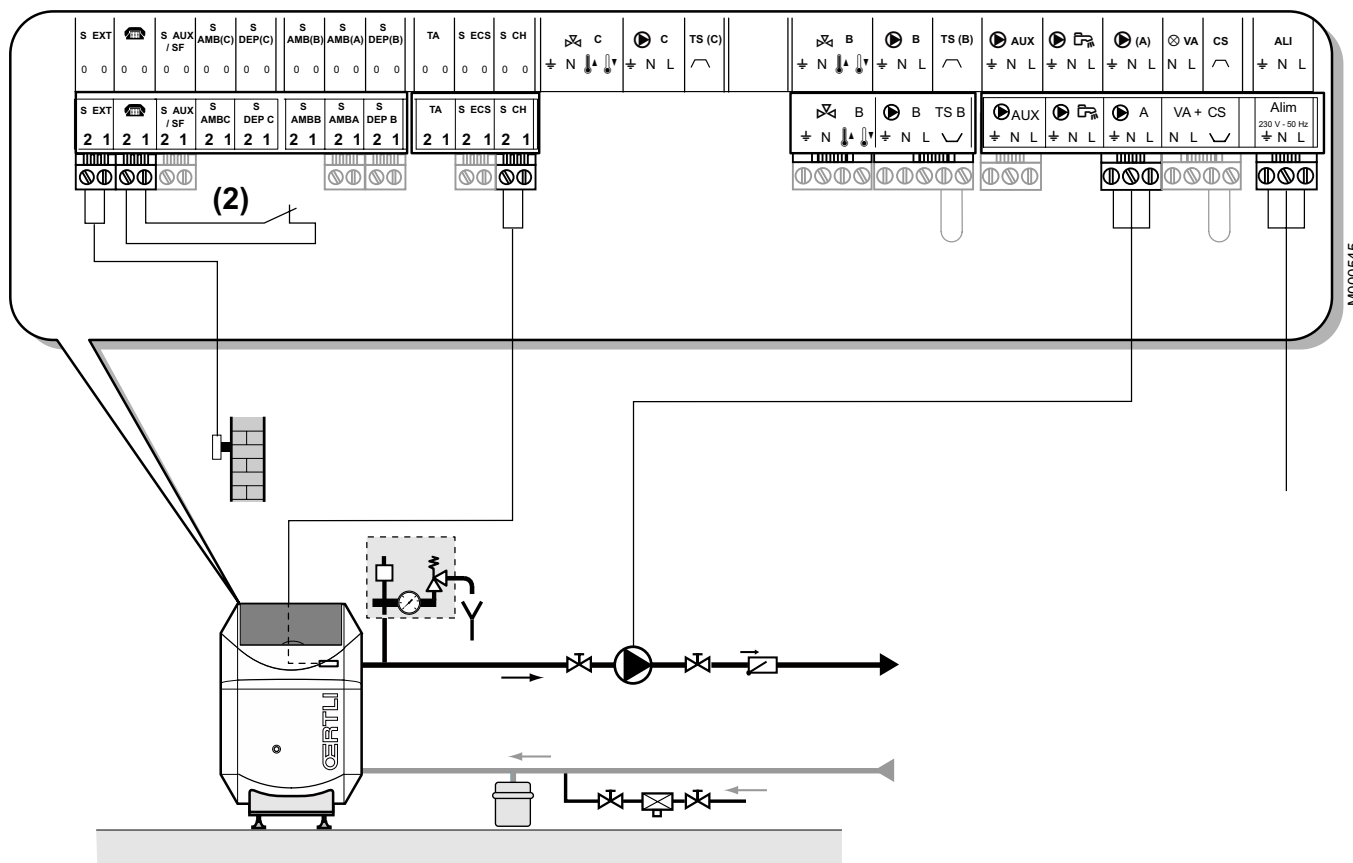 S EXT
S AUX / SF
S AMB(C)
S DEP(C)
S AMB(B)
S AMB(A)
S DEP(B)
TA
S ECS
S CH
C
C
TS (C)
B
B
TS (B)
AUX
(A)
VA
CS
ALI
0 0 0 0 0 0 0 0 0 0 0 0 0 0 0 0 0 0 0 0 0 0
N
N L
N
N L
N L
N L
N L
N L
N L
S EXT
S AUX / SF
S AMBC
S DEP C
S AMBB
S AMBA
S DEP B
TA
S ECS
S CH
B
B
TS B
AUX
A
VA + CS
Alim
230 V - 50 Hz
2 1 2 1 2 1 2 1 2 1 2 1 2 1 2 1 2 1 2 1 2 1
N
N L
N L
N L
N L
N L
N L
(2)
OERTLI